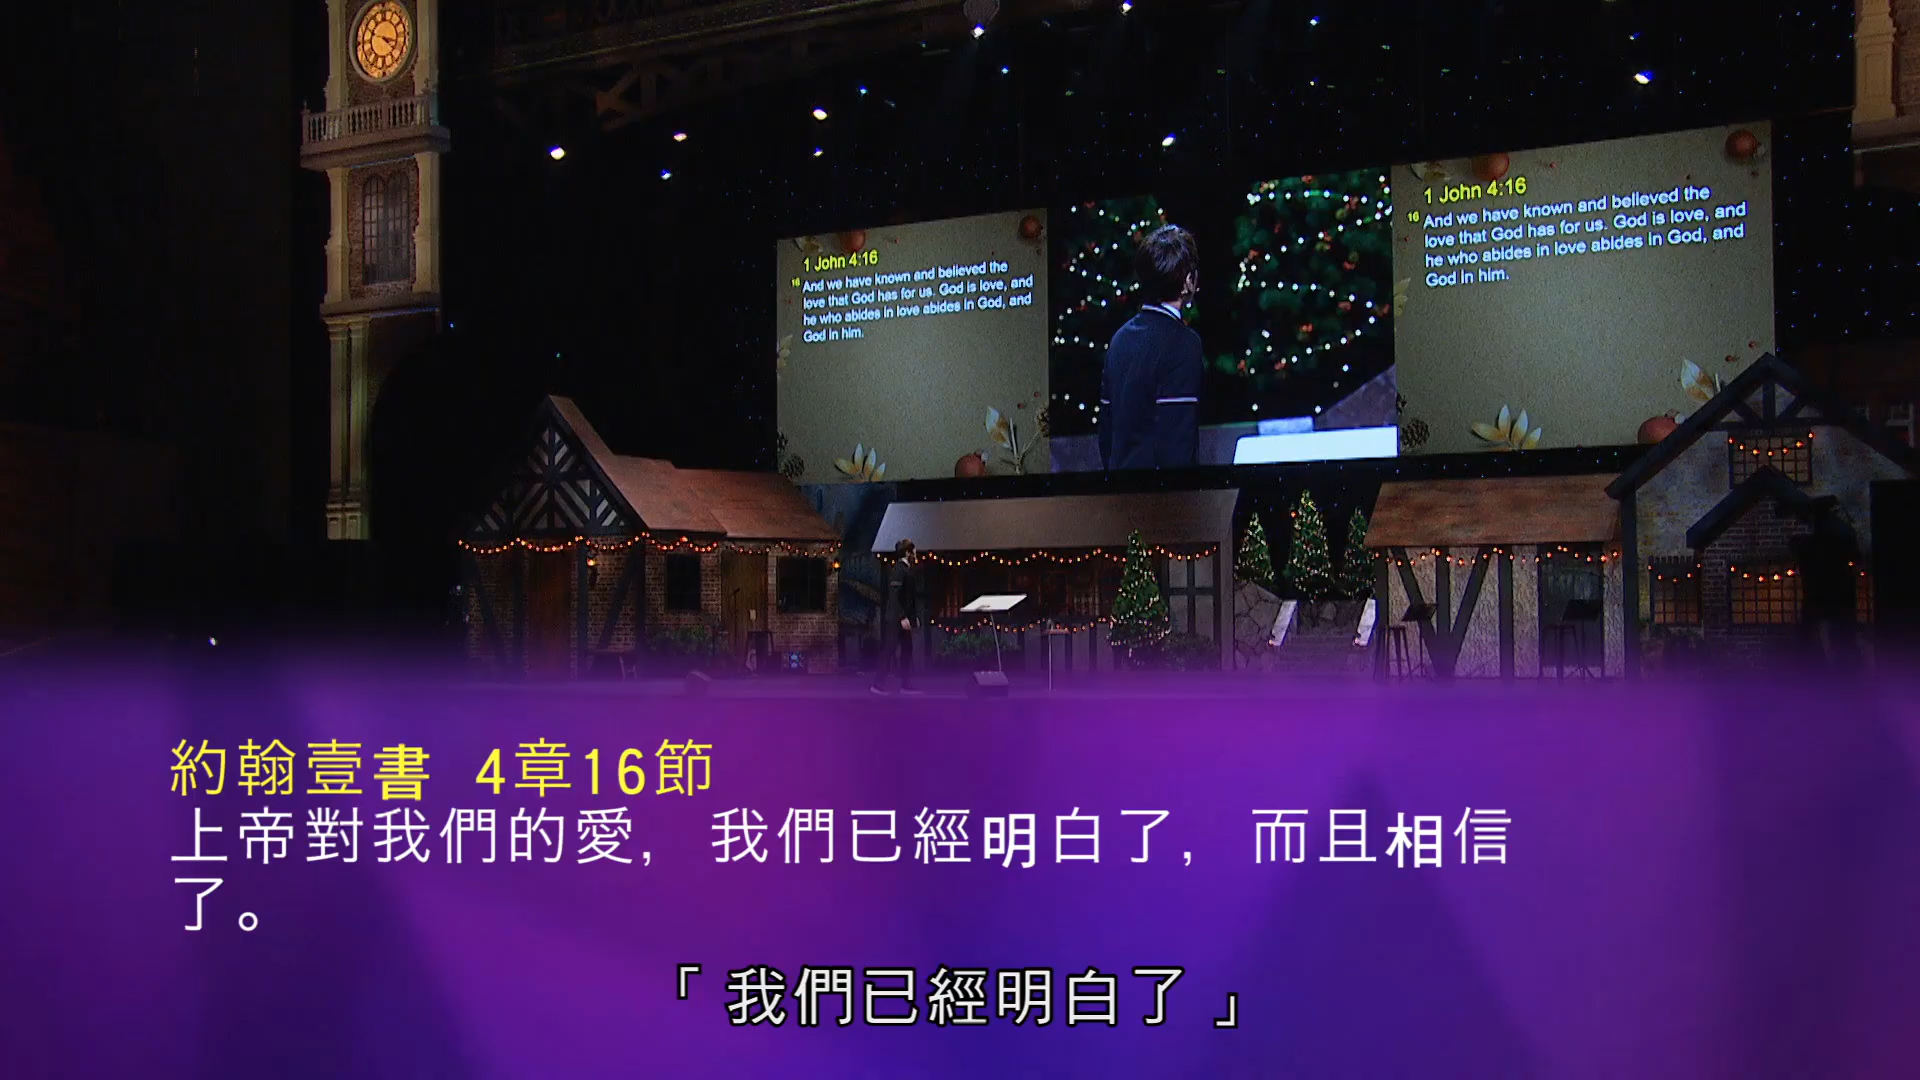 1 John 4:16
16 And we have known and believed the
love that God has for us. God is love, and
he who abides in love abides in God, and
God in him.
1 John 4:16
16 And we have known and believed the
love that God has for us. God is love, and
he who abides in love abides in God, and
God in him.
約翰壹書 4章16節
上帝對我們的愛, 我們已經明白了, 而且相信
了。
「 我們已經明白了 」